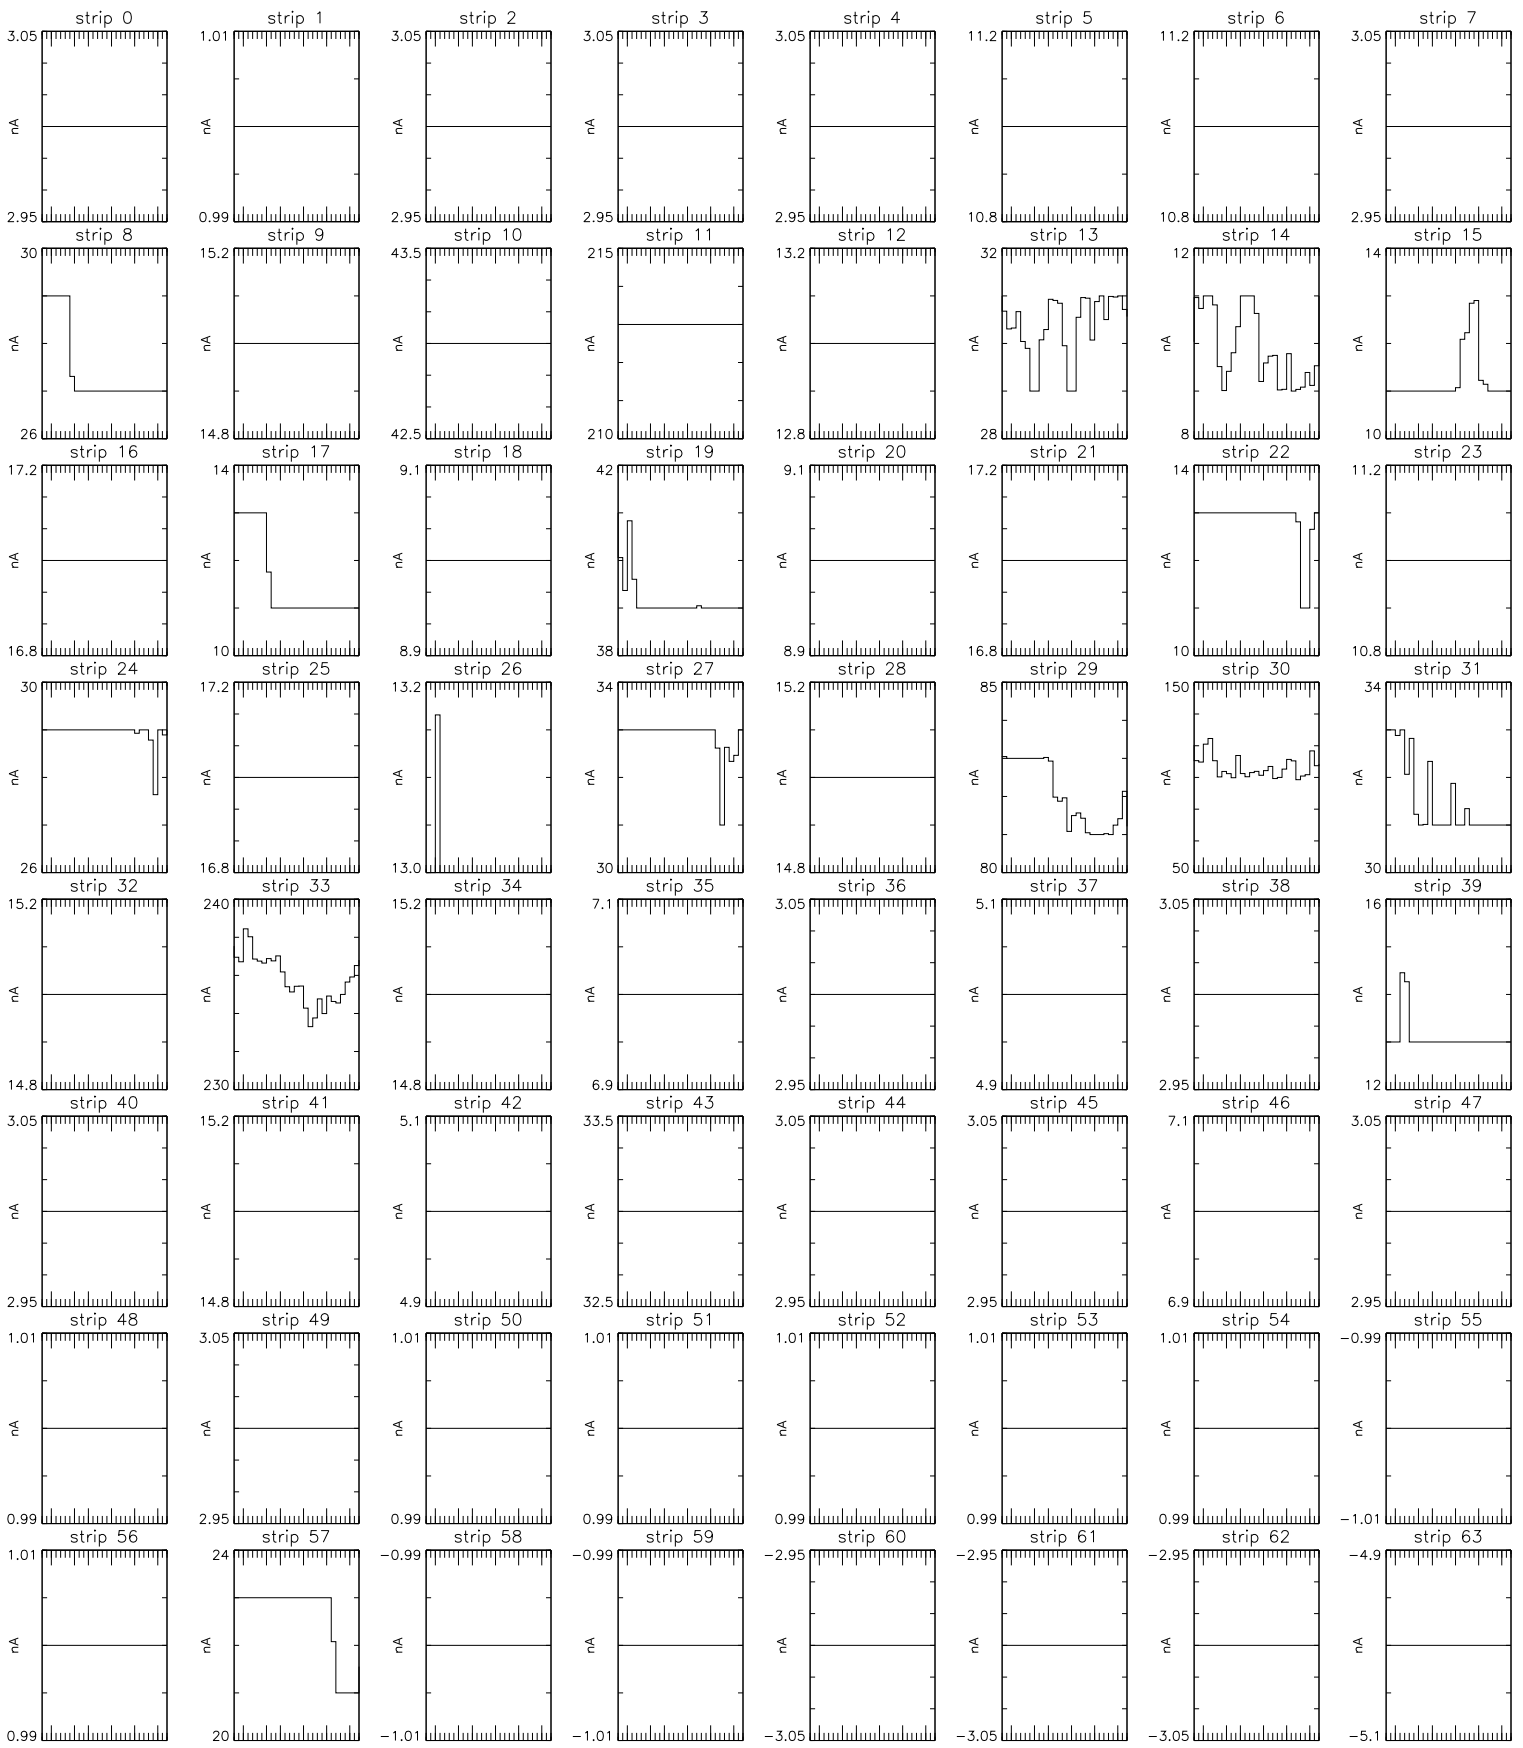 strip 0 strip 1 strip 2 strip 3 strip 4 strip 5 strip 6 strip 7
3.05 1.01 3.05 3.05 3.05 11.2 11.2 3.05
nA nA nA nA nA nA nA nA
2.95 0.99 2.95 2.95 2.95 10.8 10.8 2.95
strip 8 strip 9 strip 10 strip 11 strip 12 strip 13 strip 14 strip 15
30 15.2 43.5 215 13.2 32 12 14
nA nA nA nA nA nA nA nA
26 14.8 42.5 210 12.8 28 8 10
strip 16 strip 17 strip 18 strip 19 strip 20 strip 21 strip 22 strip 23
17.2 14 9.1 42 9.1 17.2 14 11.2
nA nA nA nA nA nA nA nA
16.8 10 8.9 38 8.9 16.8 10 10.8
strip 24 strip 25 strip 26 strip 27 strip 28 strip 29 strip 30 strip 31
30 17.2 13.2 34 15.2 85 150 34
nA nA nA nA nA nA nA nA
26 16.8 13.0 30 14.8 80 50 30
strip 32 strip 33 strip 34 strip 35 strip 36 strip 37 strip 38 strip 39
15.2 240 15.2 7.1 3.05 5.1 3.05 16
nA nA nA nA nA nA nA nA
14.8 230 14.8 6.9 2.95 4.9 2.95 12
strip 40 strip 41 strip 42 strip 43 strip 44 strip 45 strip 46 strip 47
3.05 15.2 5.1 33.5 3.05 3.05 7.1 3.05
nA nA nA nA nA nA nA nA
2.95 14.8 4.9 32.5 2.95 2.95 6.9 2.95
strip 48 strip 49 strip 50 strip 51 strip 52 strip 53 strip 54 strip 55
1.01 3.05 1.01 1.01 1.01 1.01 1.01 −0.99
nA nA nA nA nA nA nA nA
0.99 2.95 0.99 0.99 0.99 0.99 0.99 −1.01
strip 56 strip 57 strip 58 strip 59 strip 60 strip 61 strip 62 strip 63
1.01 24 −0.99 −0.99 −2.95 −2.95 −2.95 −4.9
nA nA nA nA nA nA nA nA
0.99 20 −1.01 −1.01 −3.05 −3.05 −3.05 −5.1